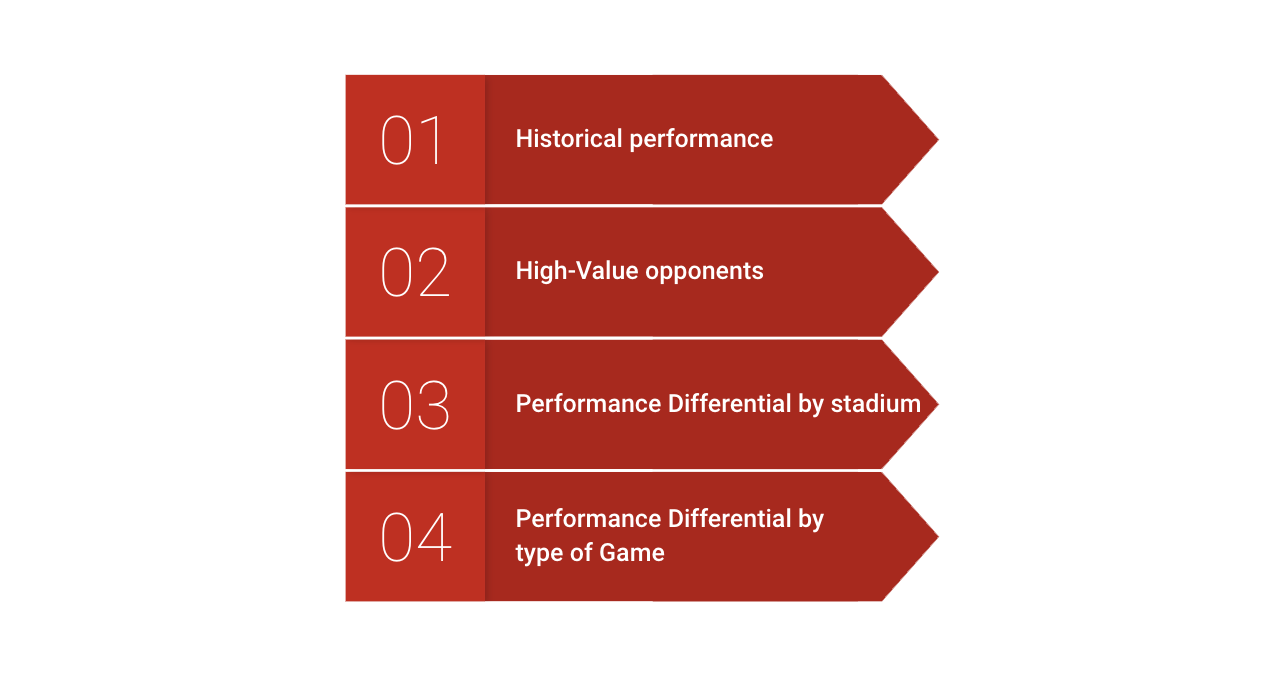 01
Historical performance
02
High-Value opponents
03
Performance Differential by stadium
04
Performance Differential by
type of Game